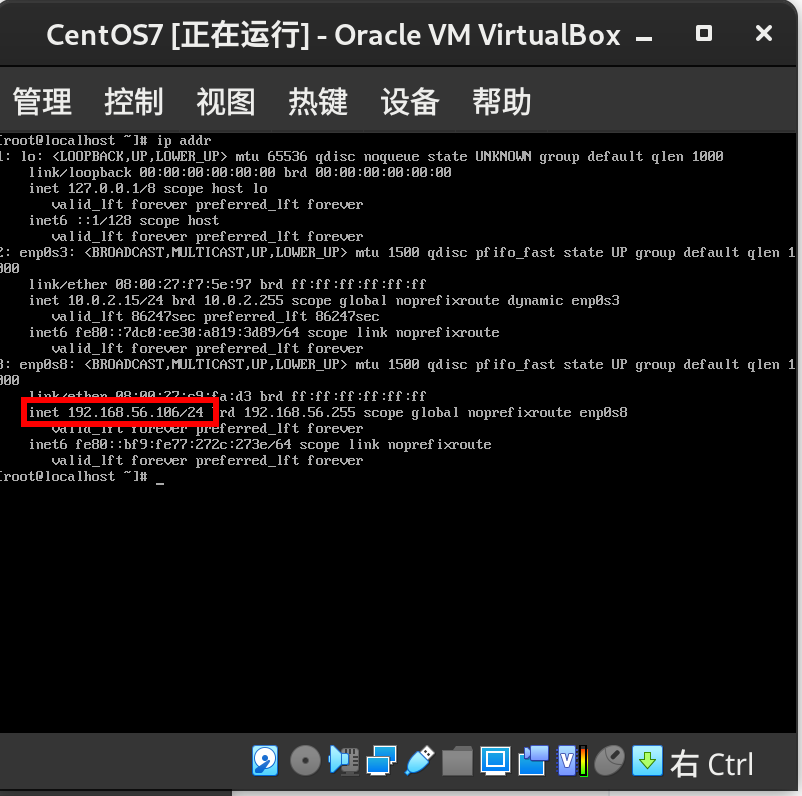 CentOS7 [正在运行] - Oracle VM VirtualBox
管理 控制 视图 热键 设备 帮助
[root@localhost ~]# ip addr
1: lo: <LOOPBACK,UP,LOWER_UP> mtu 65536 qdisc noqueue state UNKNOWN group default qlen 1000
link/loopback 00:00:00:00:00:00 brd 00:00:00:00:00:00
inet 127.0.0.1/8 scope host lo
valid_lft forever preferred_lft forever
inet6 ::1/128 scope host
valid_lft forever preferred_lft forever
2: enp0s3: <BROADCAST,MULTICAST,UP,LOWER_UP> mtu 1500 qdisc pfifo_fast state UP group default qlen 1
000
link/ether 08:00:27:f7:5e:97 brd ff:ff:ff:ff:ff:ff
inet 10.0.2.15/24 brd 10.0.2.255 scope global noprefixroute dynamic enp0s3
valid_lft 86247sec preferred_lft 86247sec
inet6 fe80::7dc0:ee30:a819:3d89/64 scope link noprefixroute
valid_lft forever preferred_lft forever
3: enp0s8: <BROADCAST,MULTICAST,UP,LOWER_UP> mtu 1500 qdisc pfifo_fast state UP group default qlen 1
000
link/ether 08:00:27:c9:fa:d3 brd ff:ff:ff:ff:ff:ff
inet 192.168.56.106/24 brd 192.168.56.255 scope global noprefixroute enp0s8
valid_lft forever preferred_lft forever
inet6 fe80::bf9:fe77:272c:273e/64 scope link noprefixroute
valid_lft forever preferred_lft forever
[root@localhost ~]# _
右 Ctrl